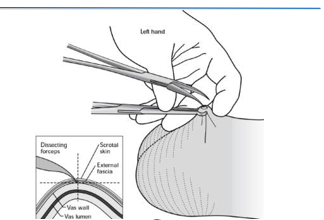 Left hand
Dissecting
forceps
Scrotal
skin
External
fascia
Vas wall
Vas lumen